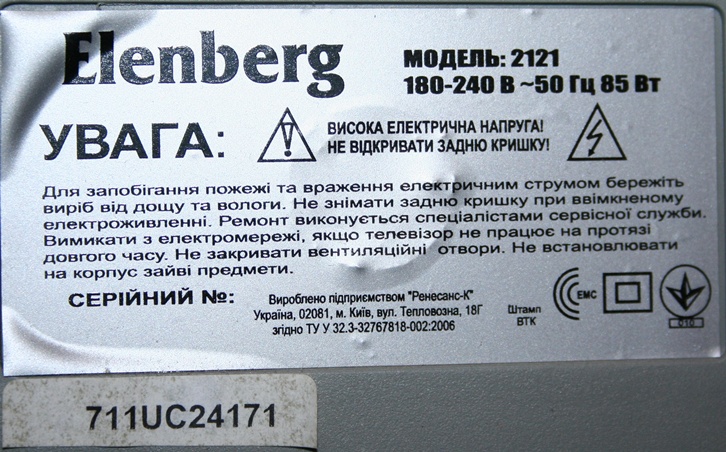 Elenberg
МОДЕЛЬ: 2121
180-240 В ~50 Гц 85 Вт
УВАГА:
ВИСОКА ЕЛЕКТРИЧНА НАПРУГА!
НЕ ВІДКРИВАТИ ЗАДНЮ КРИШКУ!
Для запобігання пожежі та враження електричним струмом бережіть
виріб від дощу та вологи. Не знімати задню кришку при ввімкненому
електроживленні. Ремонт виконується спеціалістами сервісної служби.
Вимикати з електромережі, якщо телевізор не працює на протязі
довгого часу. Не закривати вентиляційні отвори. Не встановлювати
на корпус зайві предмети.
СЕРІЙНИЙ №:
Вироблено підприємством "Ренесанс-К"
Україна, 02081, м. Київ, вул. Тепловозна, 18Г
згідно ТУ У 32.3-32767818-002:2006
Штамп
ВТК
EMC
010
711UC24171